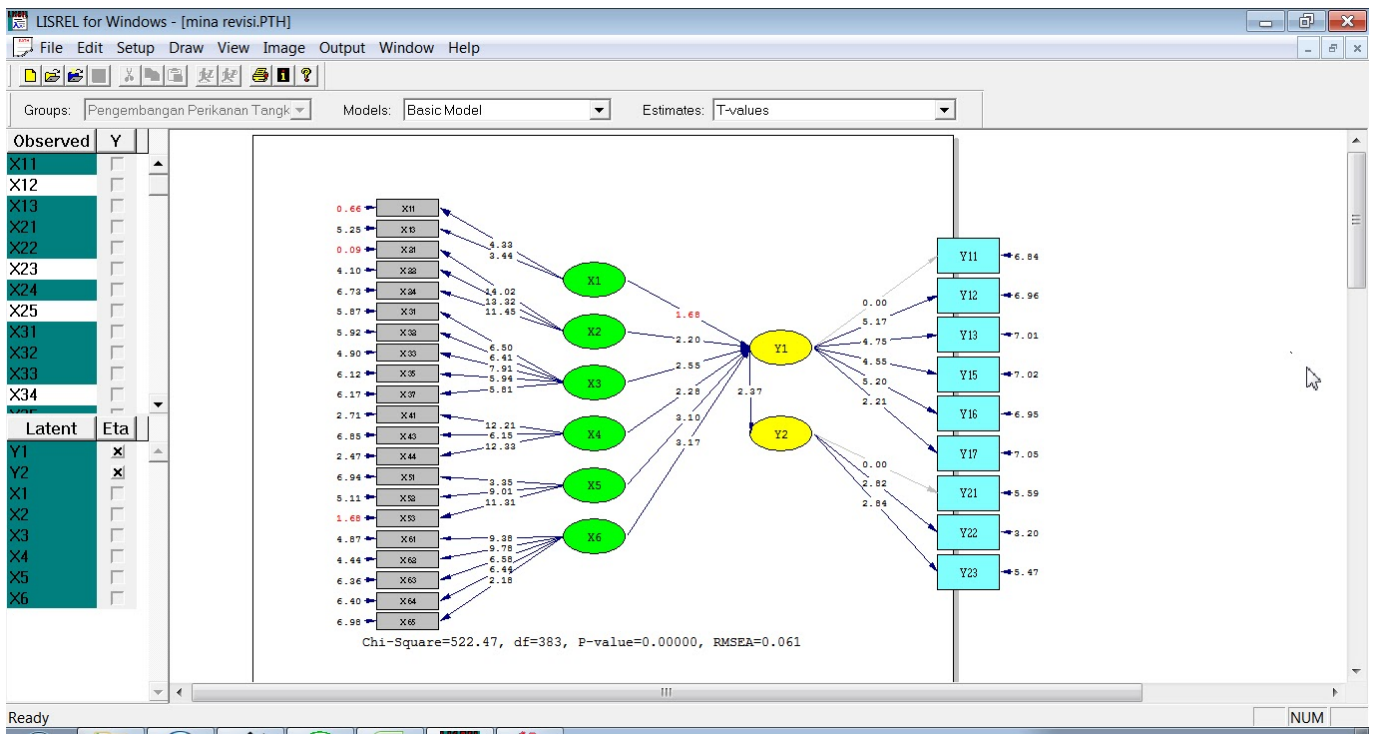 LISREL for Windows - [mina revisi.PTH]
File Edit Setup Draw View Image Output Window Help
Groups: Pengembangan Perikanan Tangk Models: Basic Model Estimates: T-values
Observed Y
X11
X12
X13
X21
X22
X23
X24
X25
X31
X32
X33
X34
Latent Eta
Y1
Y2
X1
X2
X3
X4
X5
X6
0.66 X11
5.25 X13
0.09 X21
4.10 X22
6.73 X24
5.87 X31
5.92 X32
4.90 X33
6.12 X35
6.17 X37
2.71 X41
6.85 X43
2.47 X44
6.94 X51
5.11 X52
1.68 X53
4.87 X61
4.44 X62
6.36 X63
6.40 X64
6.98 X65
4.33
3.44
14.02
13.32
11.45
6.50
6.41
7.91
5.94
5.81
12.21
6.15
12.33
3.35
9.01
11.31
9.38
9.78
6.58
6.44
2.18
X1
X2
X3
X4
X5
X6
1.68
2.20
2.55
2.28
3.10
3.17
Y1
2.37
Y2
0.00
5.17
4.75
4.55
5.20
2.21
0.00
2.82
2.84
Y11 6.84
Y12 6.96
Y13 7.01
Y15 7.02
Y16 6.95
Y17 7.05
Y21 5.59
Y22 3.20
Y23 5.47
Chi-Square=522.47, df=383, P-value=0.00000, RMSEA=0.061
Ready
NUM